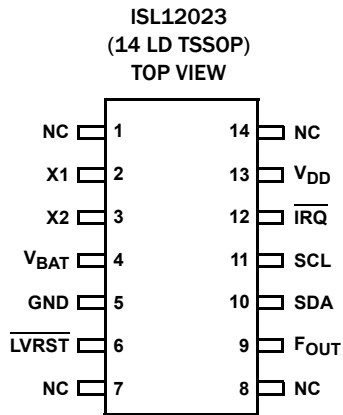 ISL12023
(14 LD TSSOP)
TOP VIEW
NC 1 14 NC
X1 2 13 VDD
X2 3 12 IRQ
VBAT 4 11 SCL
GND 5 10 SDA
LVRST 6 9 FOUT
NC 7 8 NC